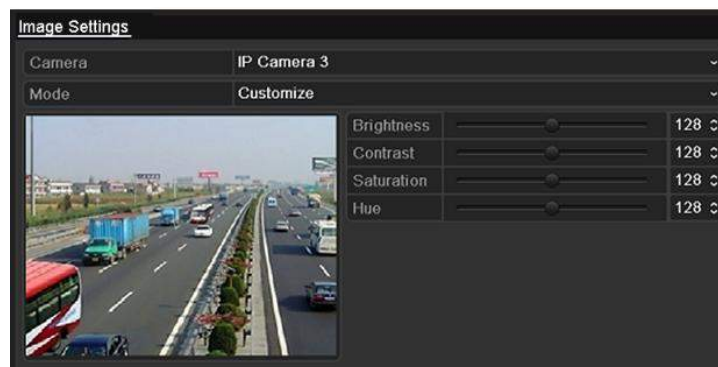 Image Settings
Camera IP Camera 3
Mode Customize
Brightness 128
Contrast 128
Saturation 128
Hue 128